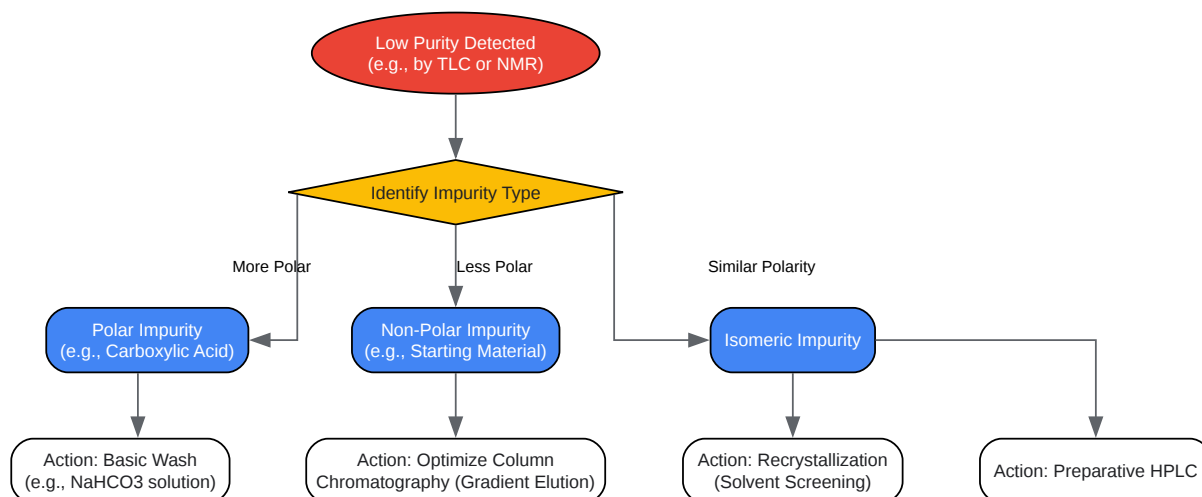 Low Purity Detected
(e.g., by TLC or NMR)
Identify Impurity Type
More Polar
Less Polar
Similar Polarity
Polar Impurity
(e.g., Carboxylic Acid)
Non-Polar Impurity
(e.g., Starting Material)
Isomeric Impurity
Action: Basic Wash
(e.g., NaHCO3 solution)
Action: Optimize Column
Chromatography (Gradient Elution)
Action: Recrystallization
(Solvent Screening)
Action: Preparative HPLC